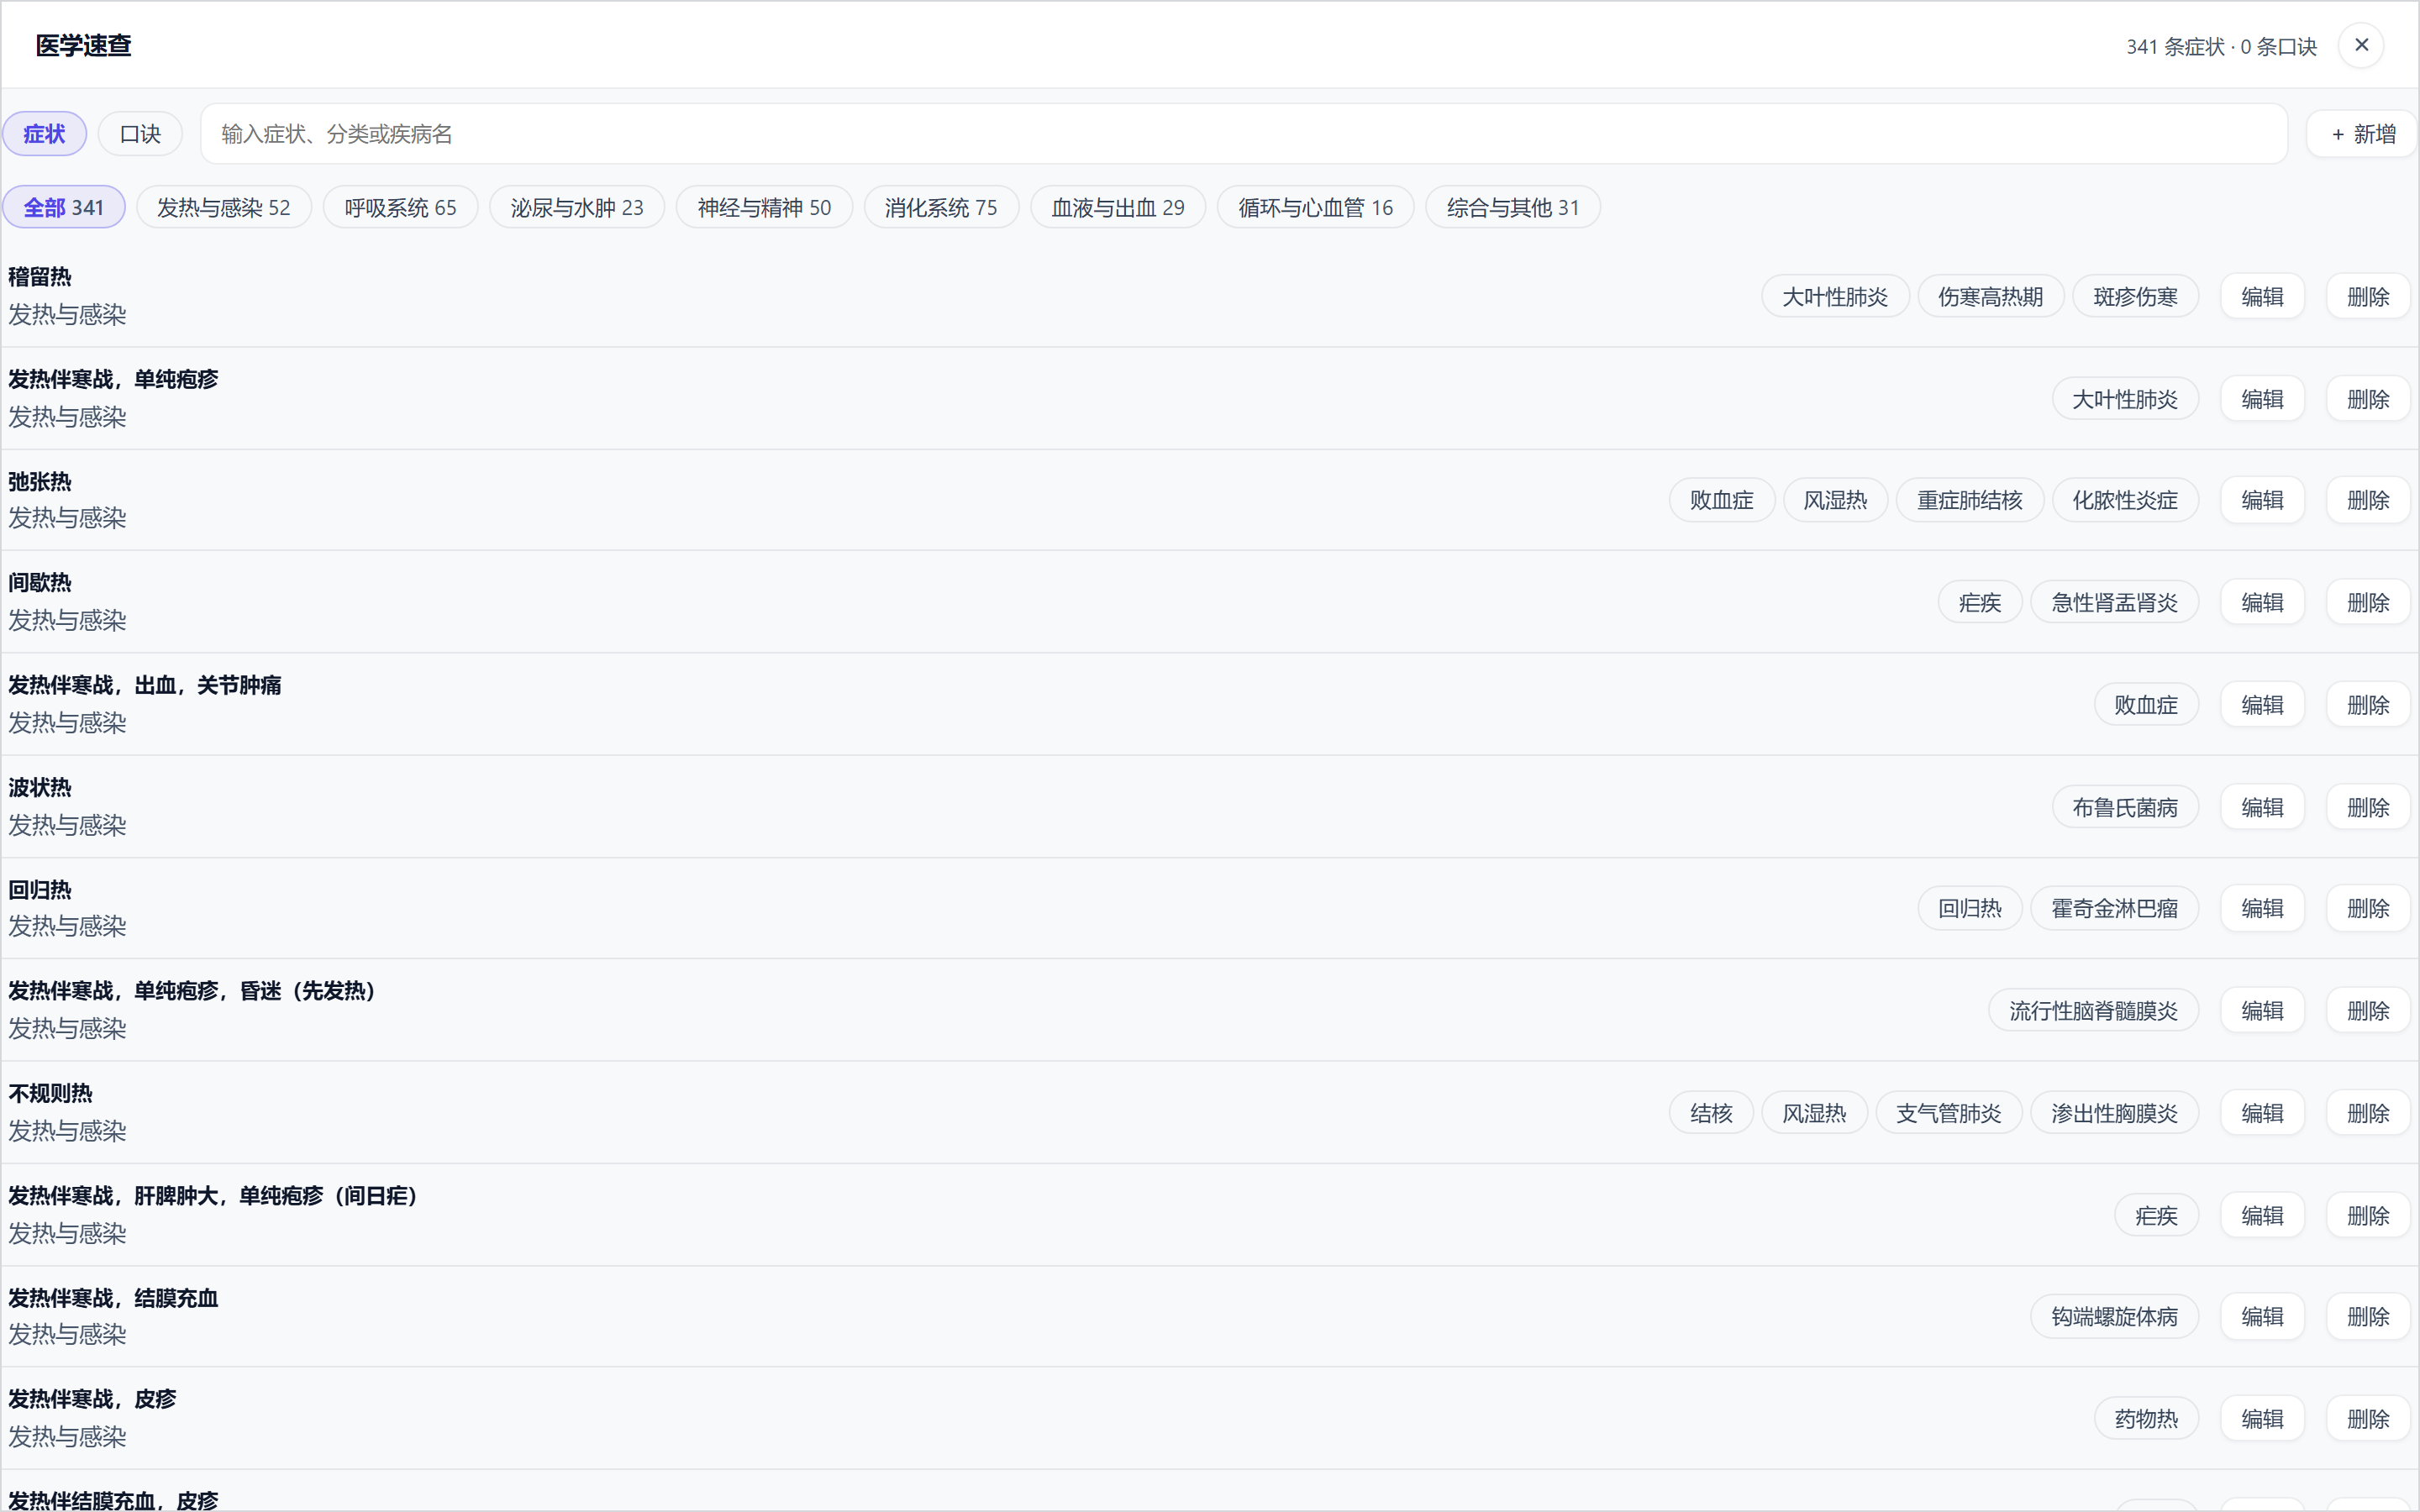 医学速查
341 条症状 · 0 条口诀 ×
症状 口诀 输入症状、分类或疾病名 + 新增
全部 341 发热与感染 52 呼吸系统 65 泌尿与水肿 23 神经与精神 50 消化系统 75 血液与出血 29 循环与心血管 16 综合与其他 31
稽留热
发热与感染
大叶性肺炎 伤寒高热期 斑疹伤寒 编辑 删除
发热伴寒战，单纯疱疹
发热与感染
大叶性肺炎 编辑 删除
弛张热
发热与感染
败血症 风湿热 重症肺结核 化脓性炎症 编辑 删除
间歇热
发热与感染
疟疾 急性肾盂肾炎 编辑 删除
发热伴寒战，出血，关节肿痛
发热与感染
败血症 编辑 删除
波状热
发热与感染
布鲁氏菌病 编辑 删除
回归热
发热与感染
回归热 霍奇金淋巴瘤 编辑 删除
发热伴寒战，单纯疱疹，昏迷（先发热）
发热与感染
流行性脑脊髓膜炎 编辑 删除
不规则热
发热与感染
结核 风湿热 支气管肺炎 渗出性胸膜炎 编辑 删除
发热伴寒战，肝脾肿大，单纯疱疹（间日疟）
发热与感染
疟疾 编辑 删除
发热伴寒战，结膜充血
发热与感染
钩端螺旋体病 编辑 删除
发热伴寒战，皮疹
发热与感染
药物热 编辑 删除
发热伴结膜充血，皮疹